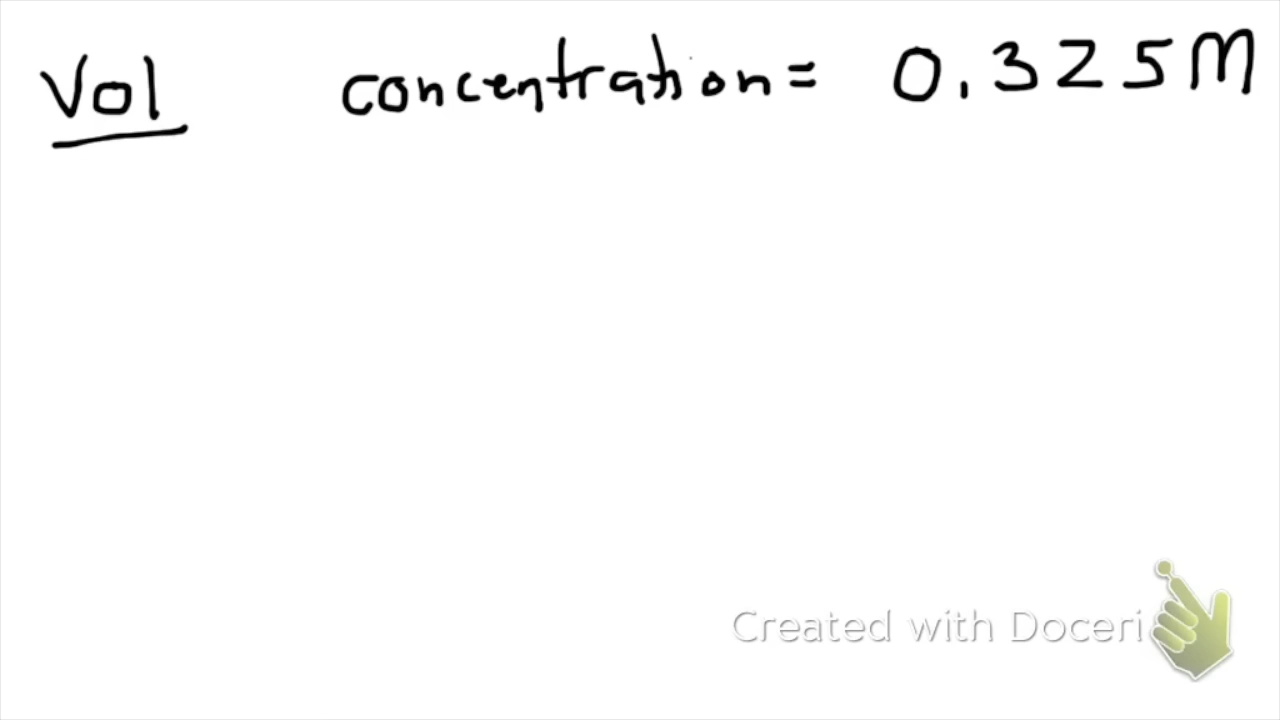 Vol concentration = 0.325M
Created with Doceri